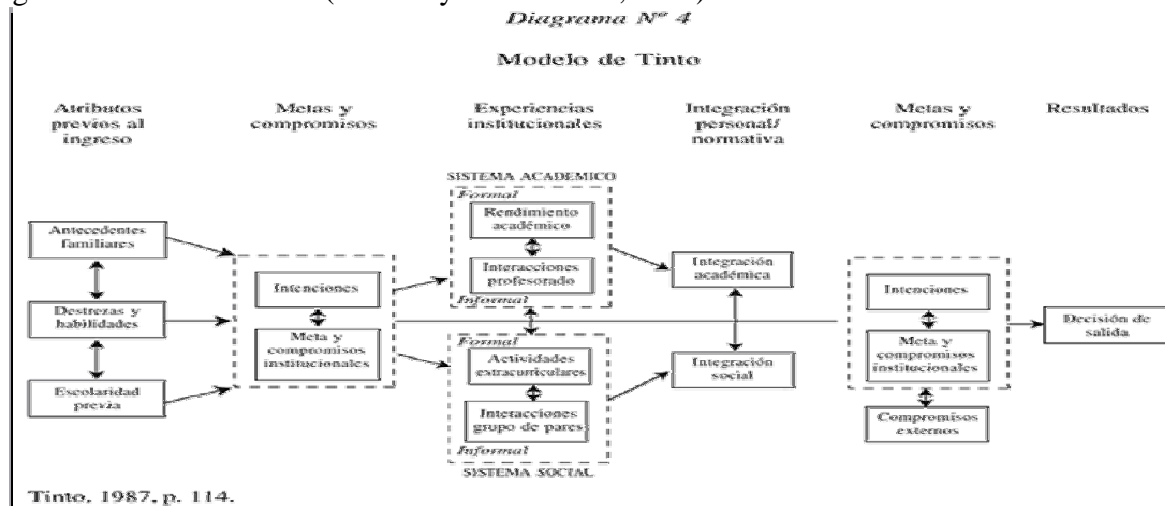 Diagrama Nº 4
Modelo de Tinto
Atributos
previos al
ingreso
Metas y
compromisos
Experiencias
institucionales
Integración
personal/
normativa
Metas y
compromisos
Resultados
SISTEMA ACADEMICO
Formal
Rendimiento
académico
Interacciones
profesorado
Informal
Antecedentes
familiares
Destrezas y
habilidades
Escolaridad
previa
Intenciones
Meta y
compromisos
institucionales
Formal
Actividades
extracurriculares
Interacciones
grupo de pares
Informal
SISTEMA SOCIAL
Integración
académica
Integración
social
Intenciones
Meta y
compromisos
institucionales
Compromisos
externos
Decisión de
salida
Tinto, 1987, p. 114.